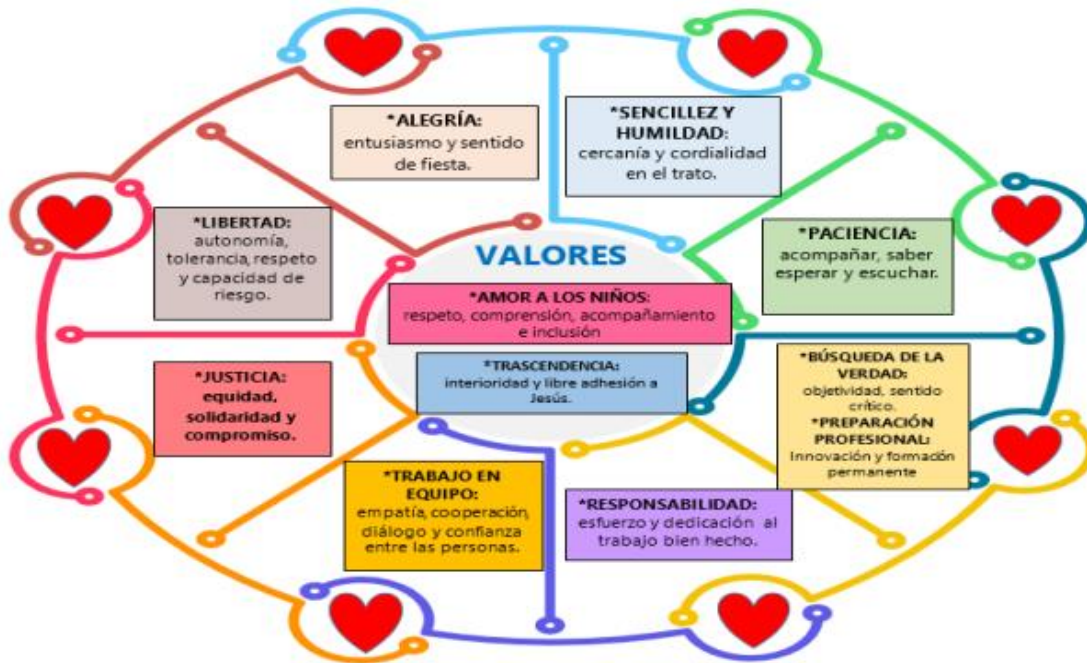 *ALEGRÍA:
entusiasmo y sentido
de fiesta.
*SENCILLEZ Y
HUMILDAD:
cercanía y cordialidad
en el trato.
*LIBERTAD:
autonomía,
tolerancia, respeto
y capacidad de
riesgo.
VALORES
*PACIENCIA:
acompañar, saber
esperar y escuchar.
*AMOR A LOS NIÑOS:
respeto, comprensión, acompañamiento
e inclusión
*TRASCENDENCIA:
interioridad y libre adhesión a
Jesús.
*JUSTICIA:
equidad,
solidaridad y
compromiso.
*BÚSQUEDA DE LA
VERDAD:
objetividad, sentido
crítico.
*PREPARACIÓN
PROFESIONAL:
Innovación y formación
permanente
*TRABAJO EN
EQUIPO:
empatía, cooperación,
diálogo y confianza
entre las personas.
*RESPONSABILIDAD:
esfuerzo y dedicación al
trabajo bien hecho.